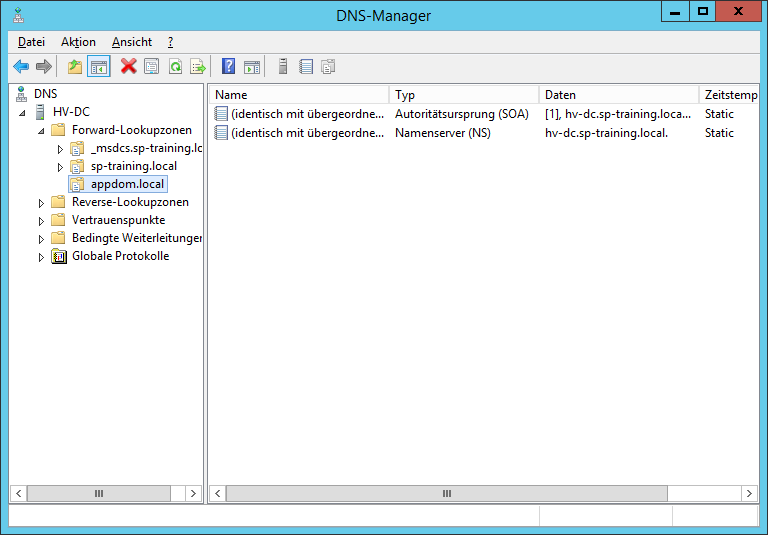 DNS-Manager
Datei Aktion Ansicht ?
DNS
HV-DC
Forward-Lookupzonen
_msdcs.sp-training.lc
sp-training.local
appdom.local
Reverse-Lookupzonen
Vertrauenspunkte
Bedingte Weiterleitunger
Globale Protokolle
Name Typ Daten Zeitstemp
(identisch mit übergeordne... Autoritätsursprung (SOA) [1], hv-dc.sp-training.loca... Static
(identisch mit übergeordne... Namenserver (NS) hv-dc.sp-training.local. Static